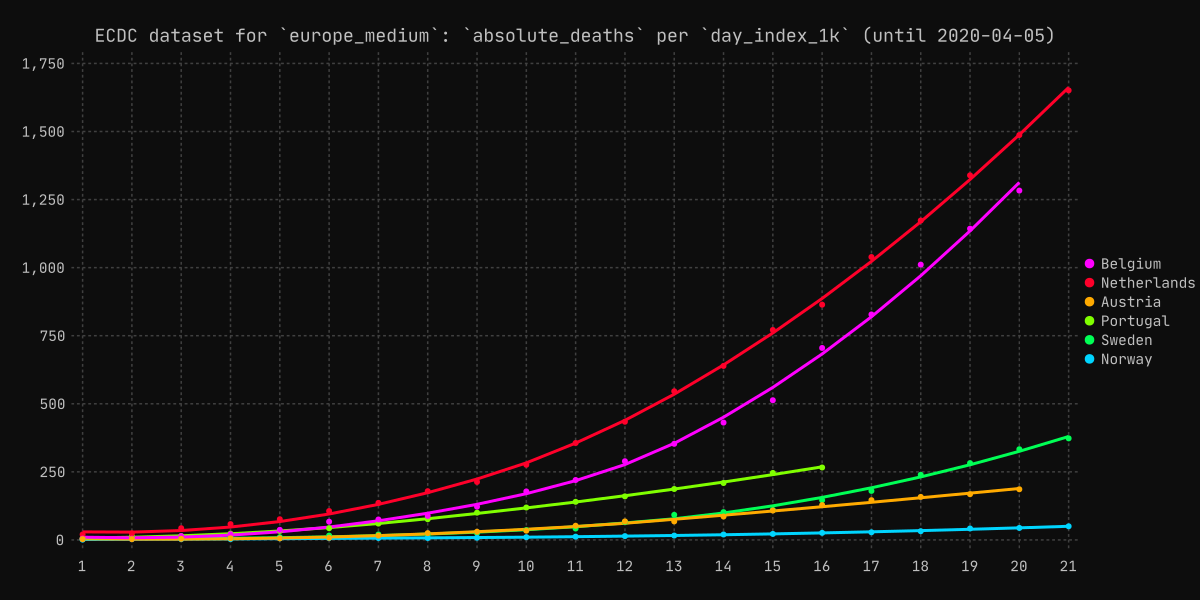 ECDC dataset for `europe_medium`: `absolute_deaths` per `day_index_1k` (until 2020-04-05)
1,750
1,500
1,250
1,000
750
500
250
0
1 2 3 4 5 6 7 8 9 10 11 12 13 14 15 16 17 18 19 20 21
Belgium
Netherlands
Austria
Portugal
Sweden
Norway